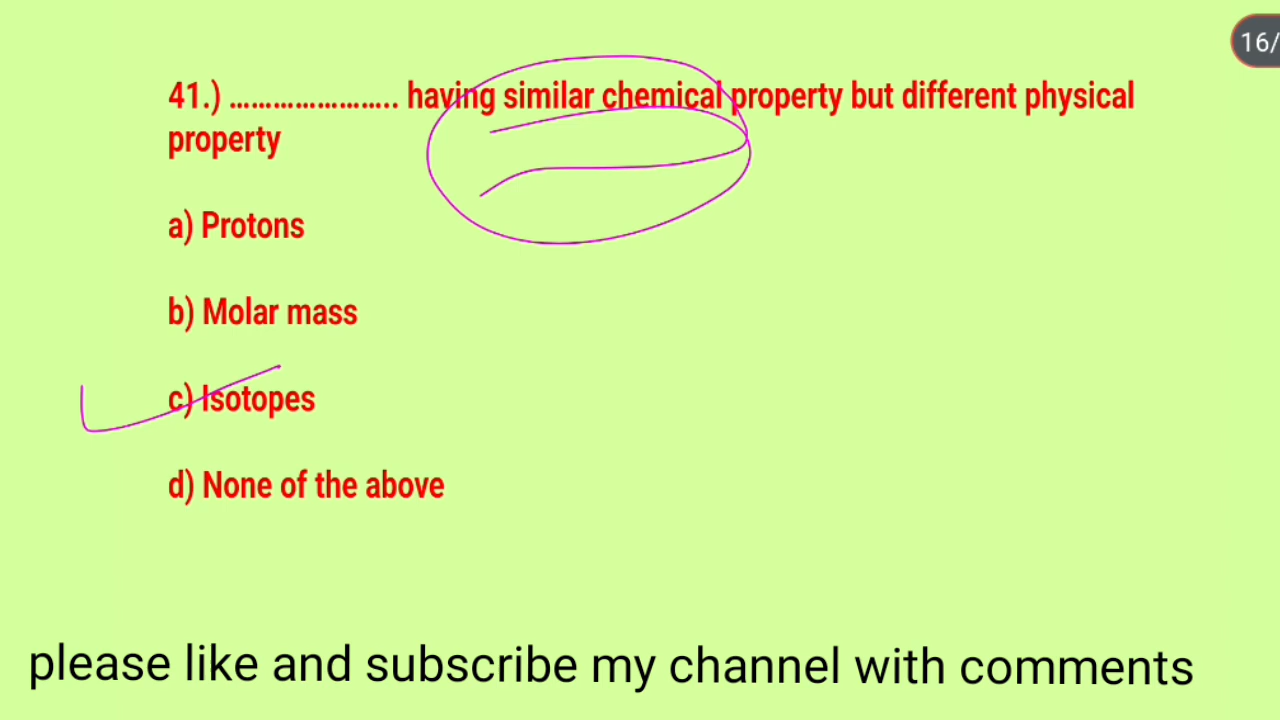 16/
41.) ………………….. having similar chemical property but different physical
property
a) Protons
b) Molar mass
c) Isotopes
d) None of the above
please like and subscribe my channel with comments